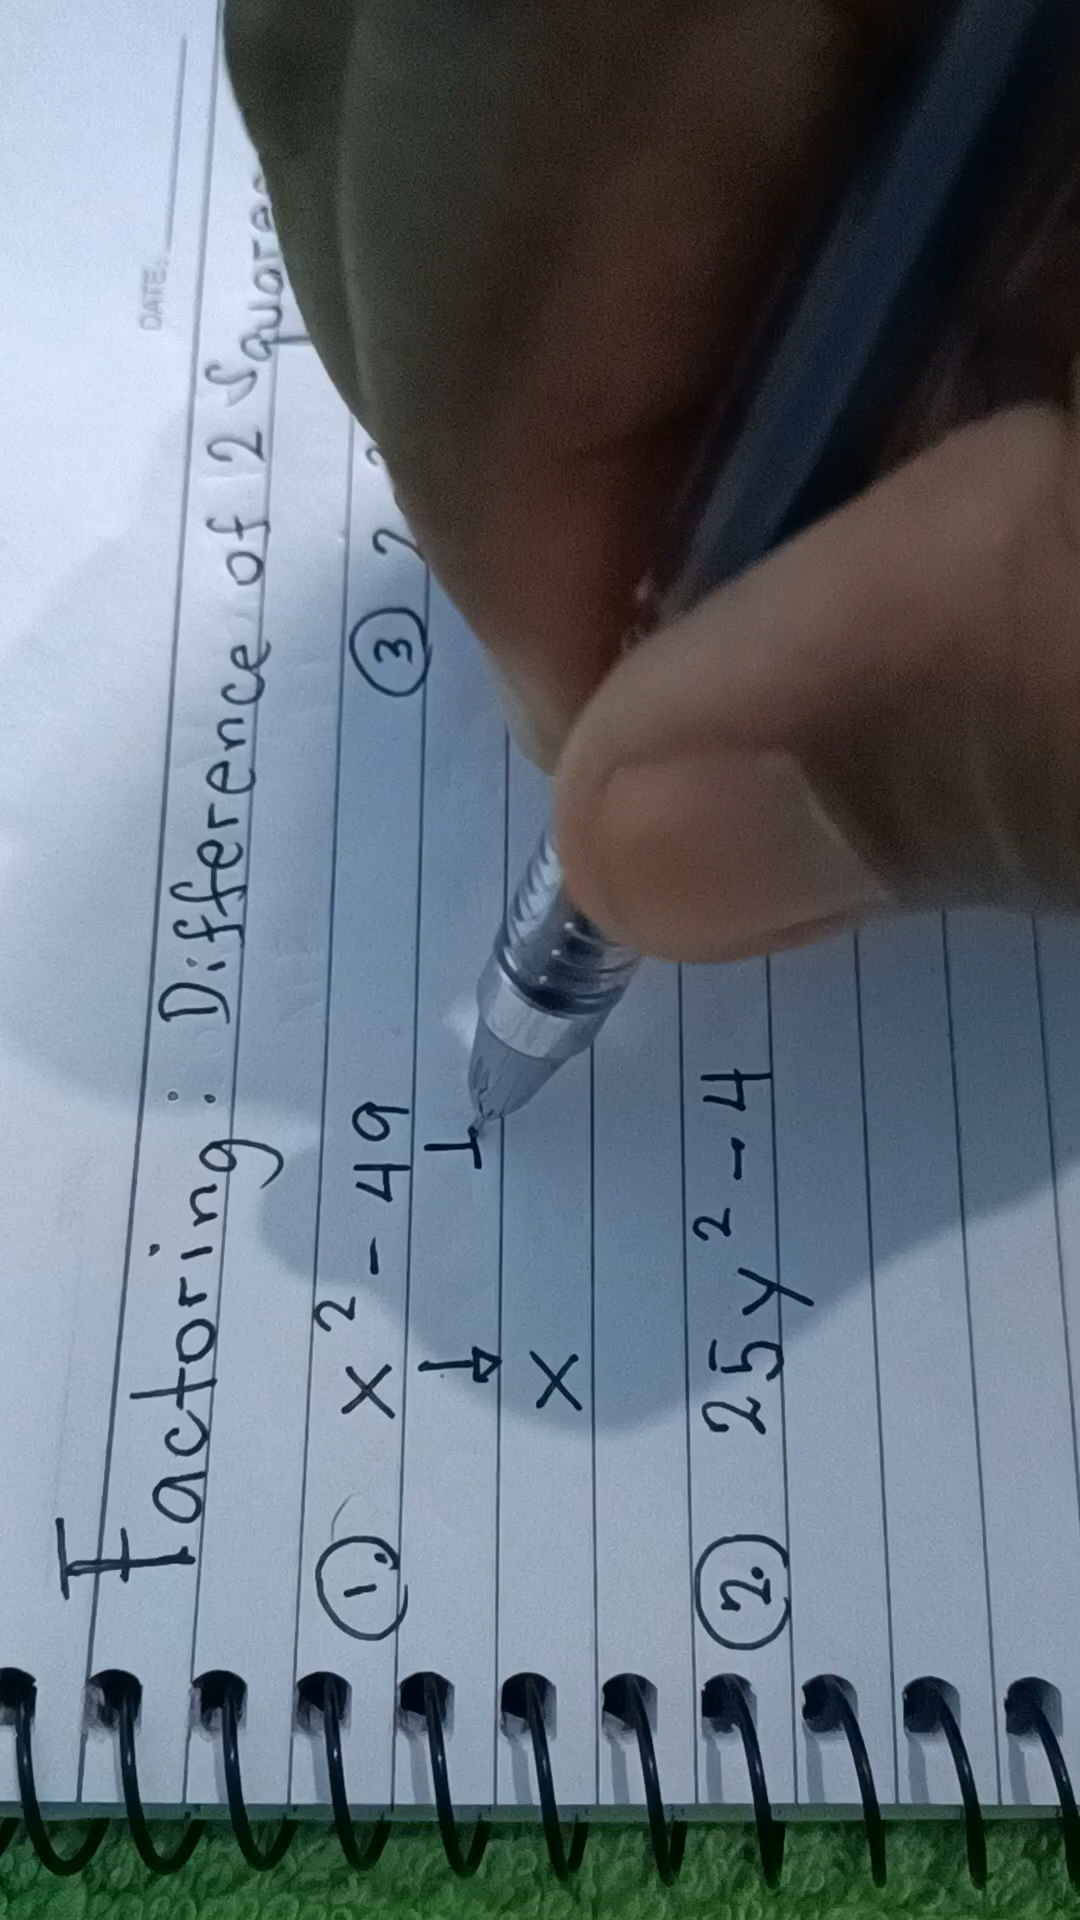 DATE:
Factoring: Difference of 2 Squares
1. x² - 49
x
2. 25y² - 4
3